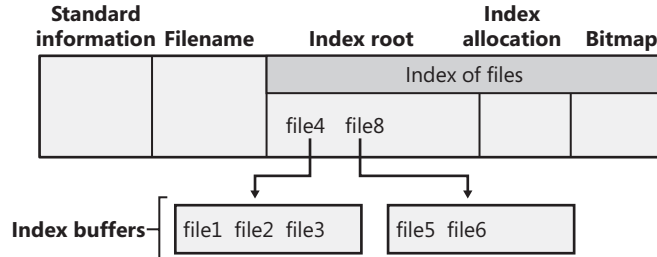 Standard information Filename Index root Index allocation Bitmap
Index of files
file4 file8
Index buffers
file1 file2 file3
file5 file6